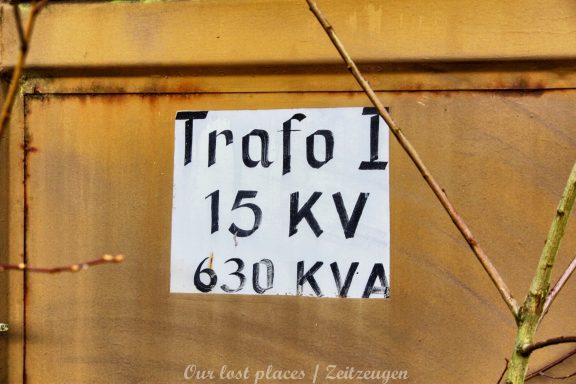 Trafo I
15 KV
630 KVA
Our lost places / Zeitzeugen